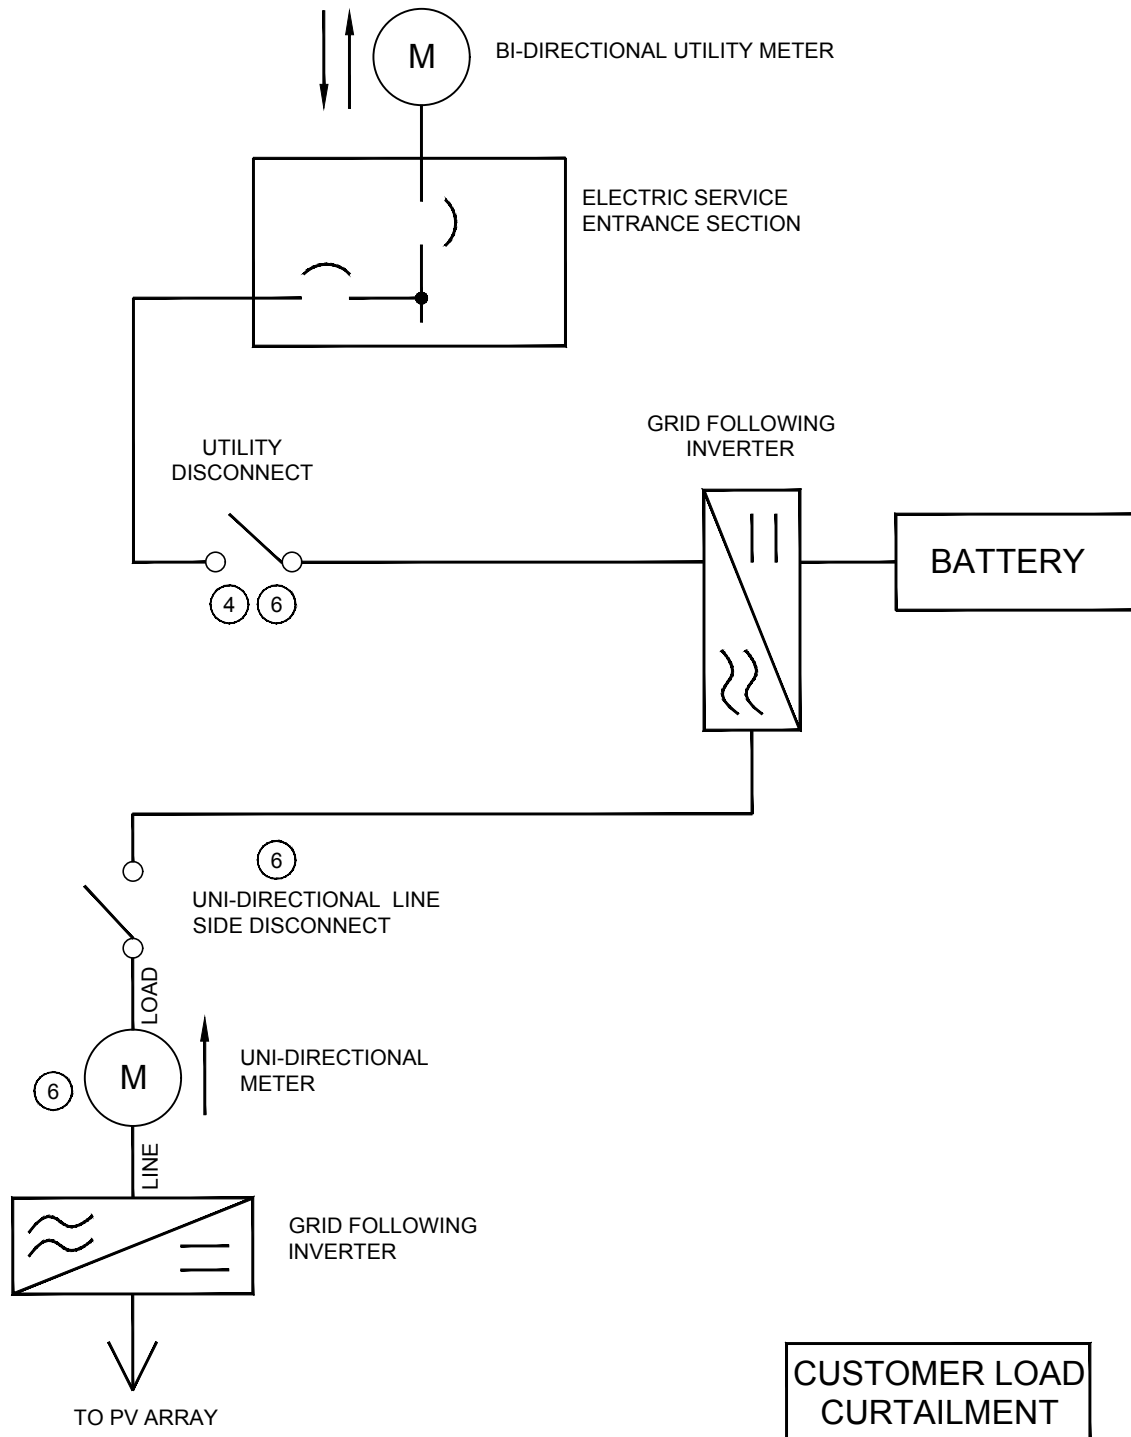 M
BI-DIRECTIONAL UTILITY METER
ELECTRIC SERVICE
ENTRANCE SECTION
GRID FOLLOWING
INVERTER
UTILITY
DISCONNECT
BATTERY
4 6
6
UNI-DIRECTIONAL LINE
SIDE DISCONNECT
LOAD
M
UNI-DIRECTIONAL
METER
6
LINE
GRID FOLLOWING
INVERTER
TO PV ARRAY
CUSTOMER LOAD
CURTAILMENT